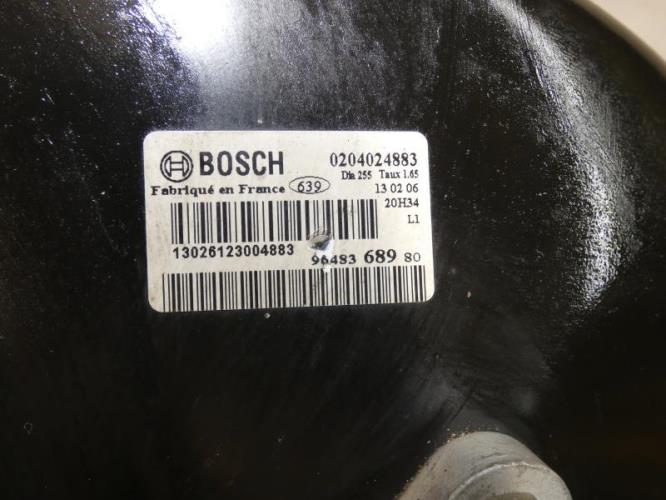 BOSCH 0204024883
Dia 255 Taux 1.65
Fabriqué en France 639 13 02 06
20H34
L1
13026123004883 96483 689 80